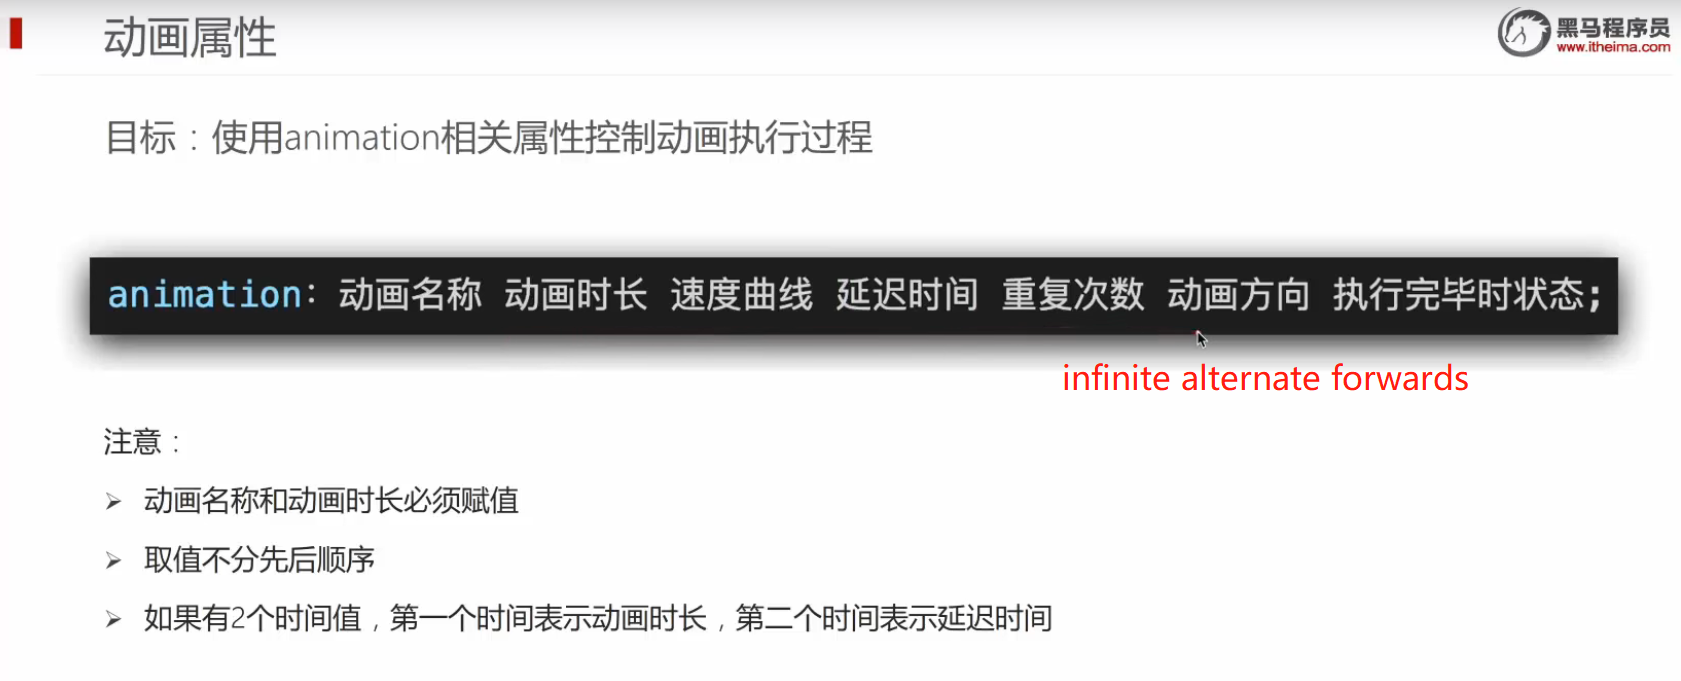 动画属性
黑马程序员
www.itheima.com
目标：使用animation相关属性控制动画执行过程
animation: 动画名称 动画时长 速度曲线 延迟时间 重复次数 动画方向 执行完毕时状态;
infinite alternate forwards
注意：
➢ 动画名称和动画时长必须赋值
➢ 取值不分先后顺序
➢ 如果有2个时间值，第一个时间表示动画时长，第二个时间表示延迟时间